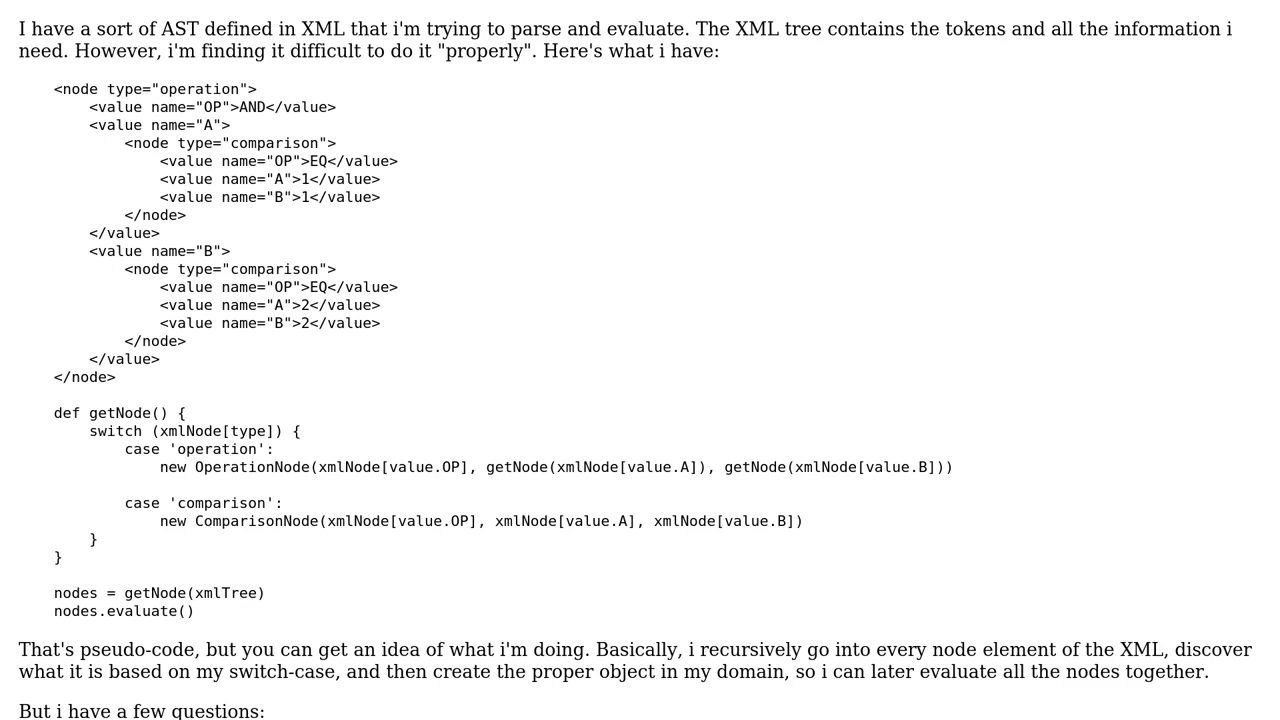 I have a sort of AST defined in XML that i'm trying to parse and evaluate. The XML tree contains the tokens and all the information i
need. However, i'm finding it difficult to do it "properly". Here's what i have:
<node type="operation">
    <value name="OP">AND</value>
    <value name="A">
        <node type="comparison">
            <value name="OP">EQ</value>
            <value name="A">1</value>
            <value name="B">1</value>
        </node>
    </value>
    <value name="B">
        <node type="comparison">
            <value name="OP">EQ</value>
            <value name="A">2</value>
            <value name="B">2</value>
        </node>
    </value>
</node>
def getNode() {
    switch (xmlNode[type]) {
        case 'operation':
            new OperationNode(xmlNode[value.OP], getNode(xmlNode[value.A]), getNode(xmlNode[value.B]))
        case 'comparison':
            new ComparisonNode(xmlNode[value.OP], xmlNode[value.A], xmlNode[value.B])
    }
}
nodes = getNode(xmlTree)
nodes.evaluate()
That's pseudo-code, but you can get an idea of what i'm doing. Basically, i recursively go into every node element of the XML, discover
what it is based on my switch-case, and then create the proper object in my domain, so i can later evaluate all the nodes together.
But i have a few questions: